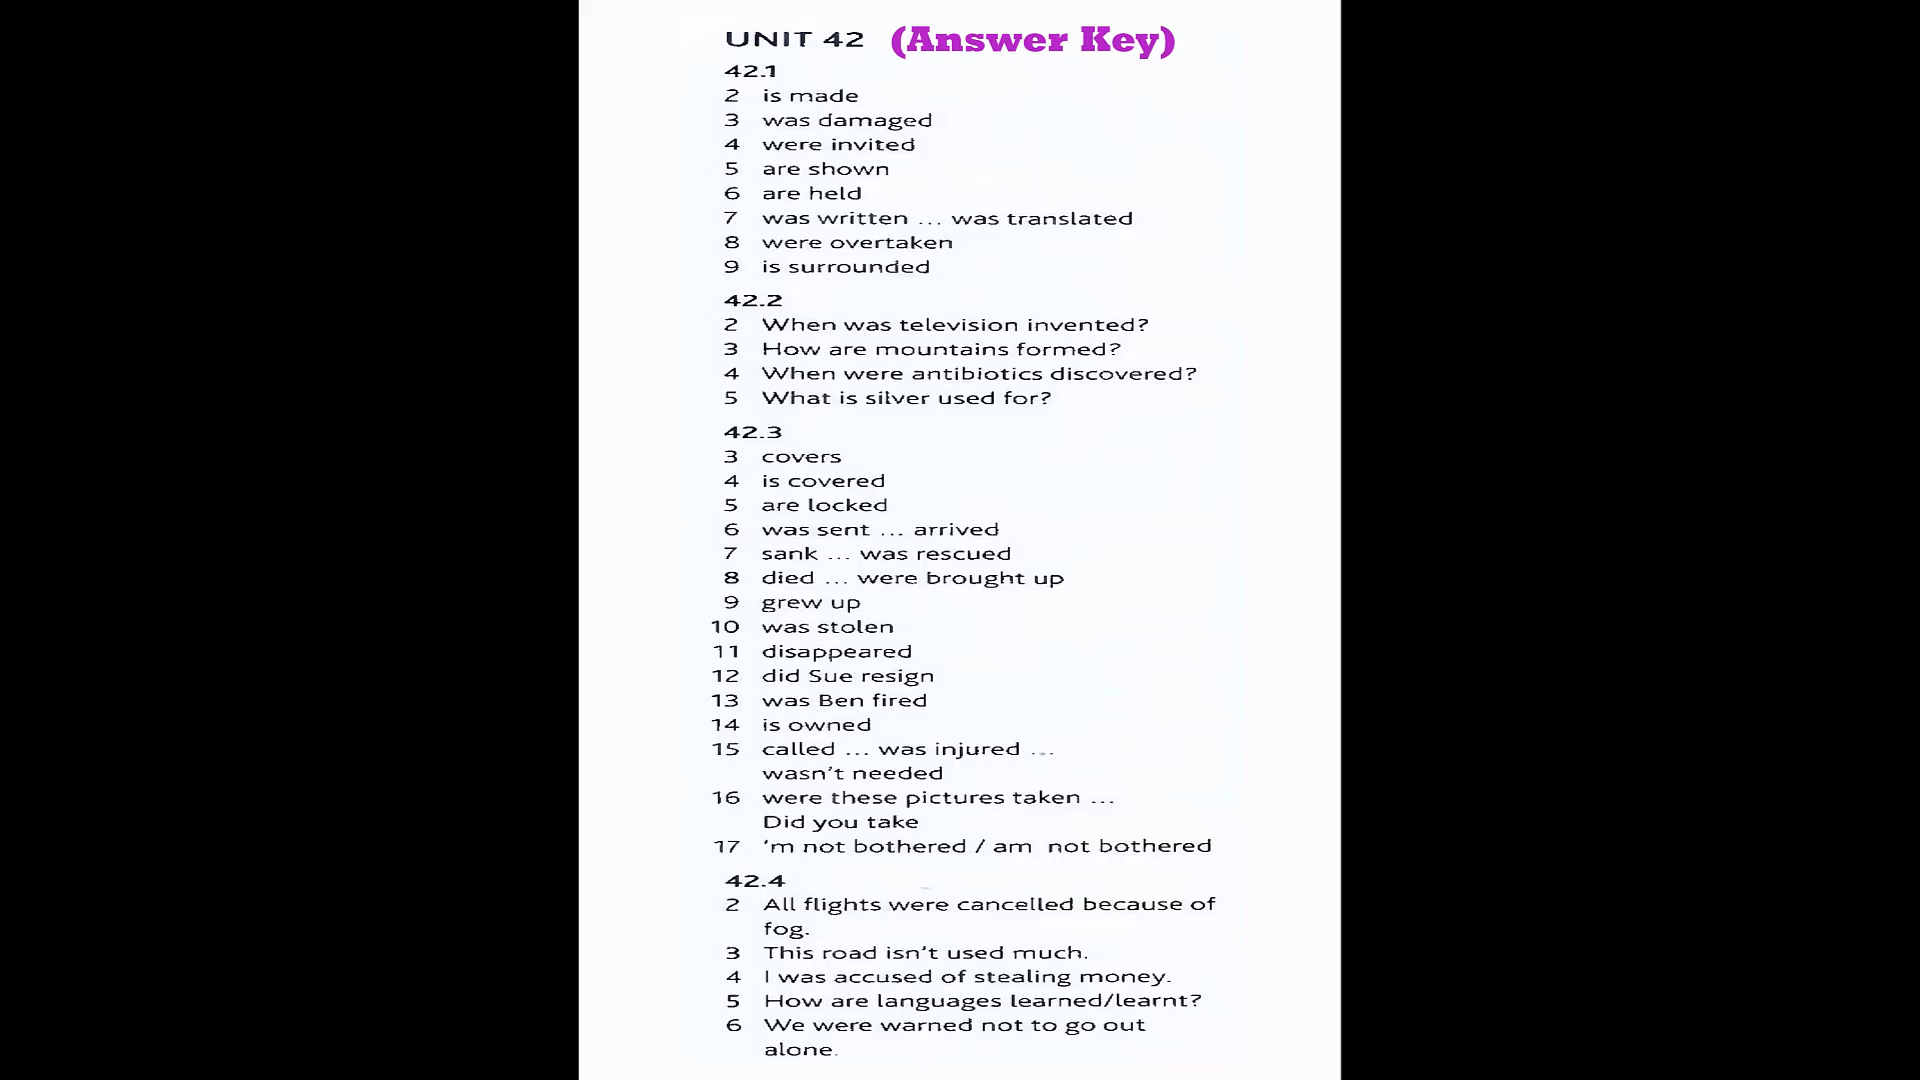 UNIT 42 (Answer Key)
42.1
2 is made
3 was damaged
4 were invited
5 are shown
6 are held
7 was written ... was translated
8 were overtaken
9 is surrounded
42.2
2 When was television invented?
3 How are mountains formed?
4 When were antibiotics discovered?
5 What is silver used for?
42.3
3 covers
4 is covered
5 are locked
6 was sent ... arrived
7 sank ... was rescued
8 died ... were brought up
9 grew up
10 was stolen
11 disappeared
12 did Sue resign
13 was Ben fired
14 is owned
15 called ... was injured ...
wasn't needed
16 were these pictures taken ...
Did you take
17 'm not bothered / am not bothered
42.4
2 All flights were cancelled because of
fog.
3 This road isn't used much.
4 I was accused of stealing money.
5 How are languages learned/learnt?
6 We were warned not to go out
alone.